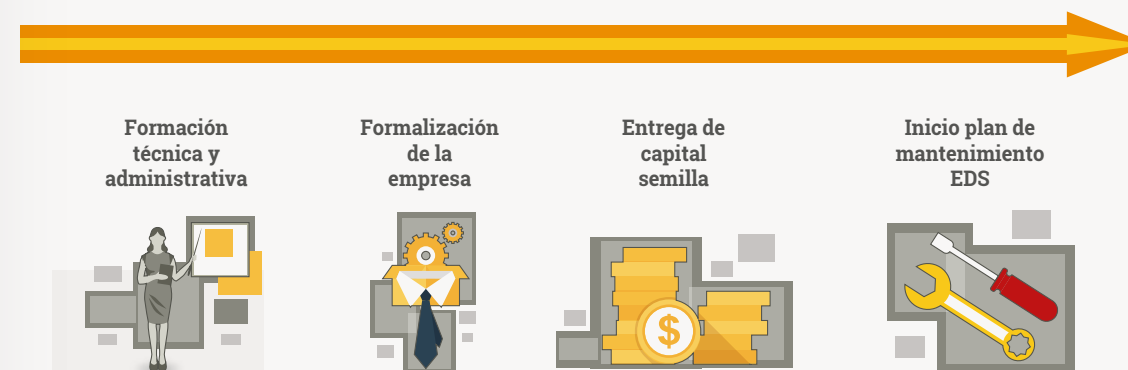 Formación
técnica y
administrativa
Formalización
de la
empresa
Entrega de
capital
semilla
Inicio plan de
mantenimiento
EDS
$